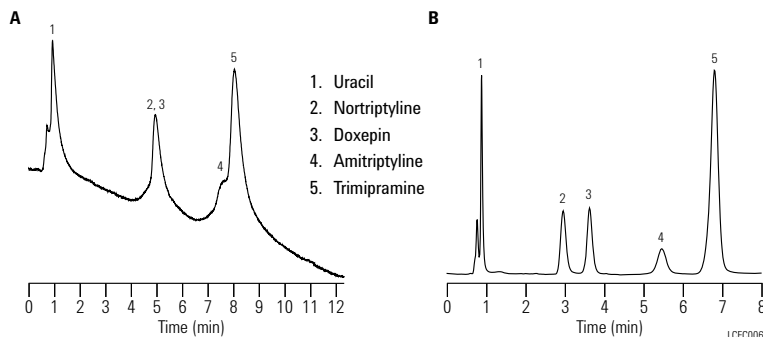 A
1
2, 3
4
5
0 1 2 3 4 5 6 7 8 9 10 11 12
Time (min)
1. Uracil
2. Nortriptyline
3. Doxepin
4. Amitriptyline
5. Trimipramine
B
1
2
3
4
5
0 1 2 3 4 5 6 7 8
Time (min)